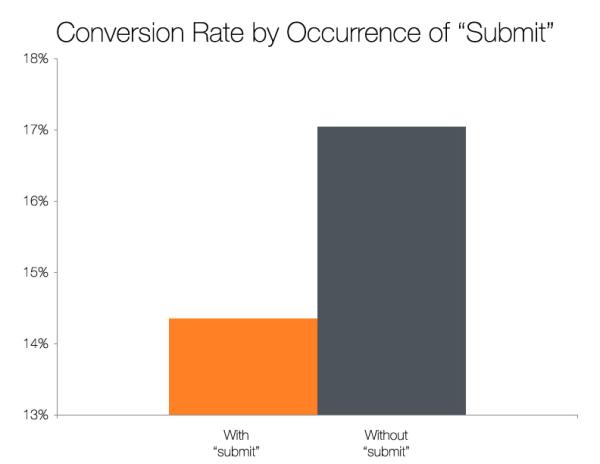 Conversion Rate by Occurrence of “Submit”
18%
17%
16%
15%
14%
13%
With
“submit”
Without
“submit”